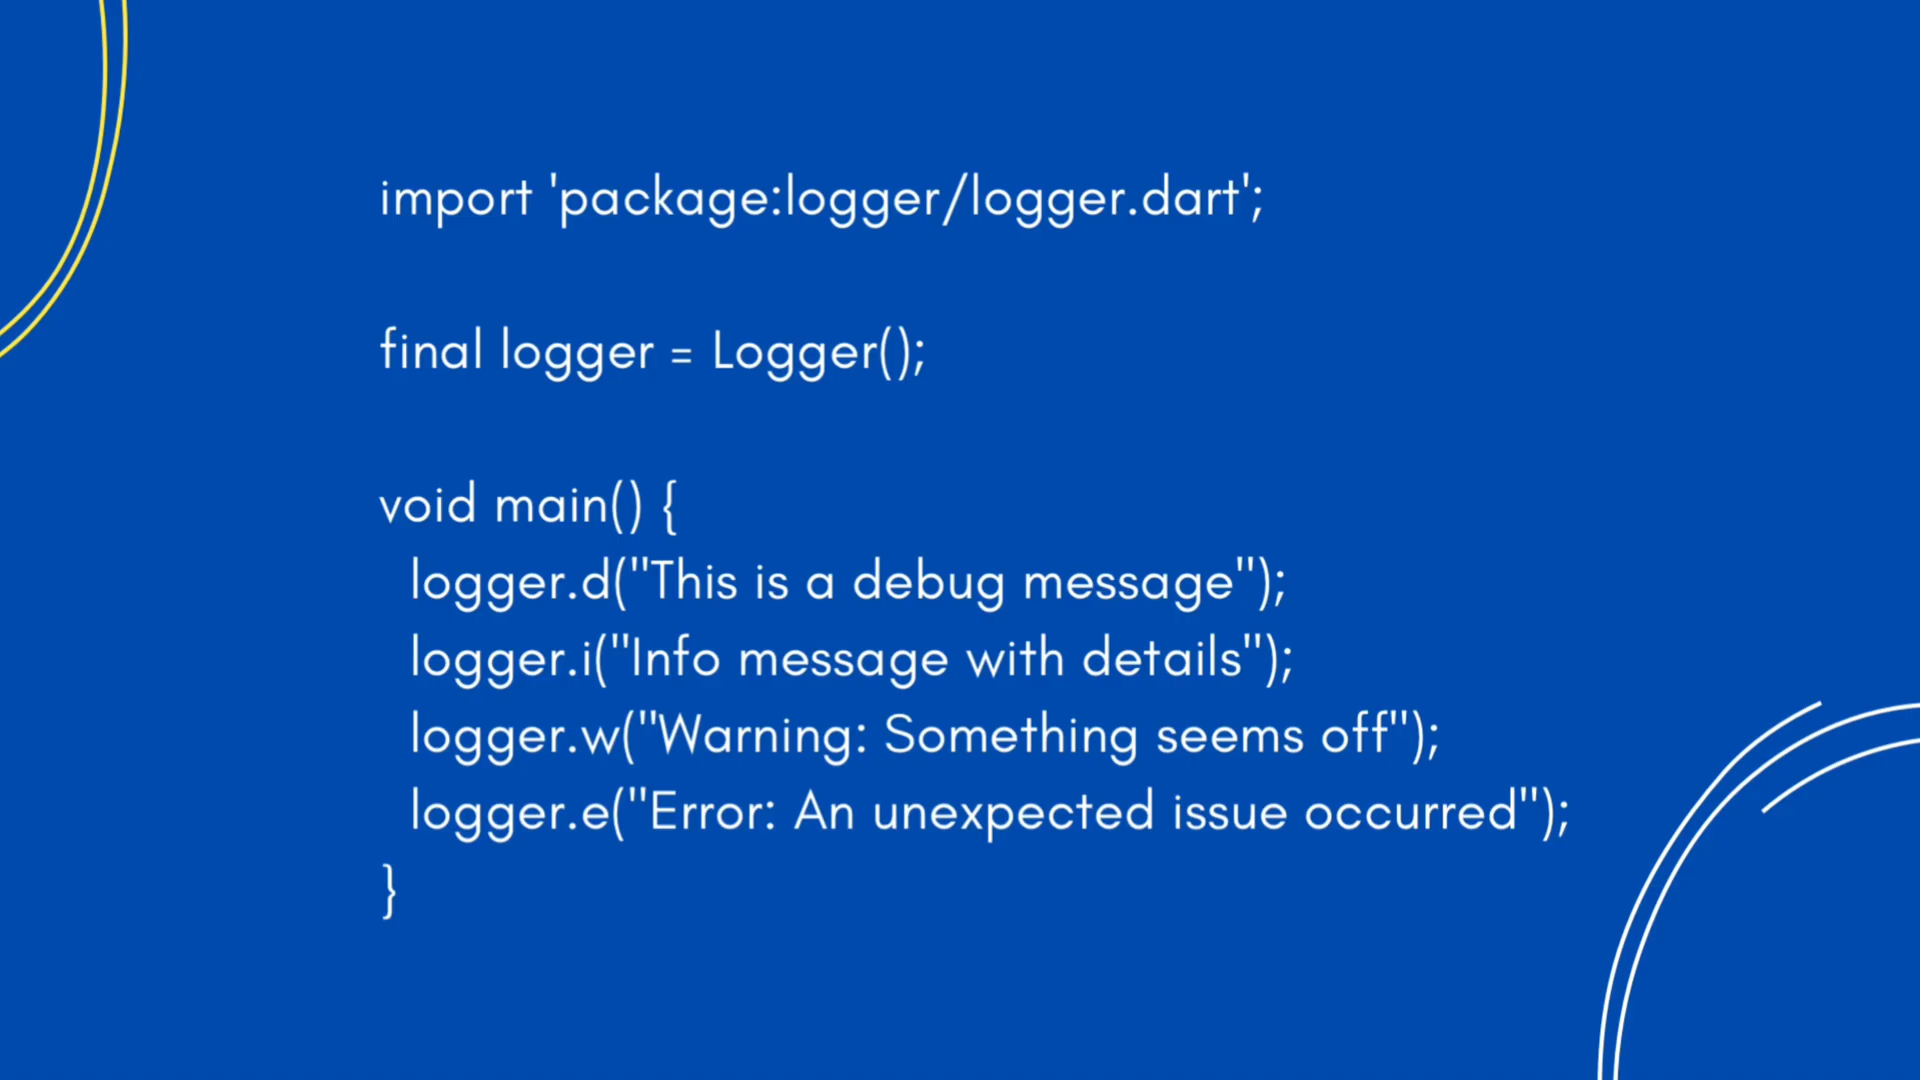 import 'package:logger/logger.dart';
final logger = Logger();
void main() {
logger.d("This is a debug message");
logger.i("Info message with details");
logger.w("Warning: Something seems off");
logger.e("Error: An unexpected issue occurred");
}